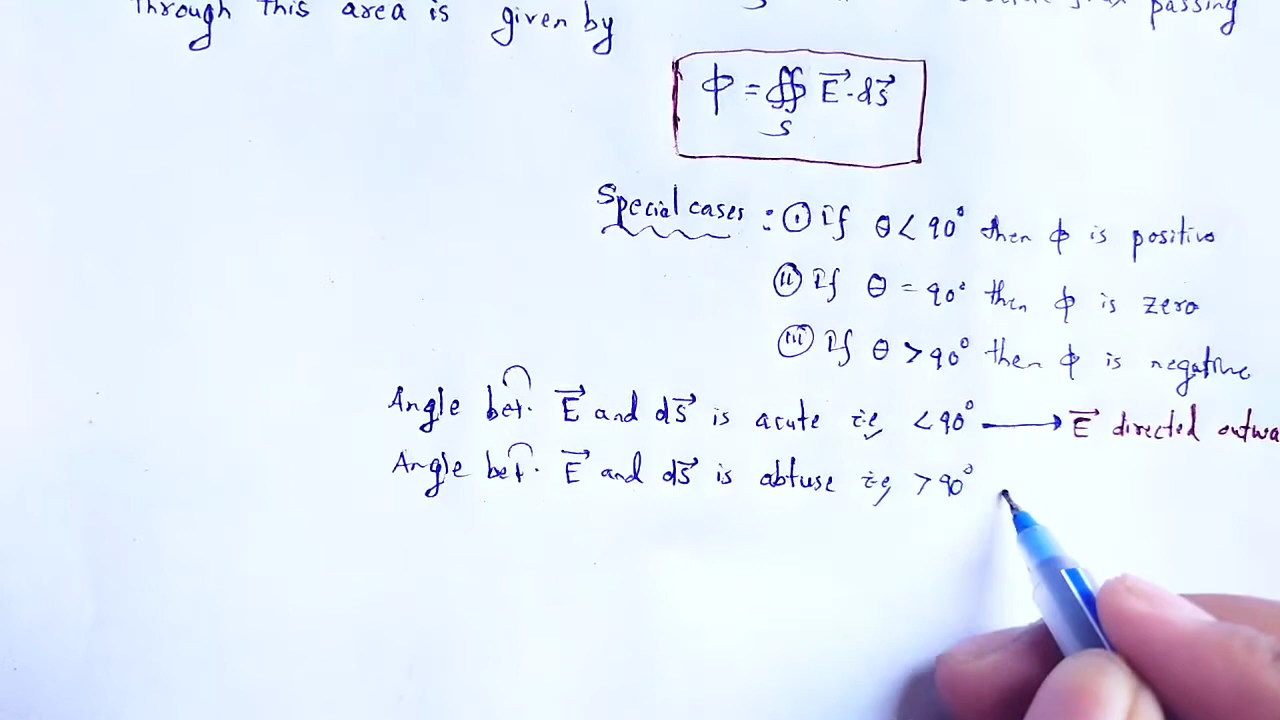 through this area is given by passing
Φ = ∯ E⃗·dS⃗
S
Special cases : (i) if θ < 90° then Φ is positive
(ii) if θ = 90° then Φ is zero
(iii) if θ > 90° then Φ is negative
Angle bet. E⃗ and dS⃗ is acute i.e, < 90° ⟶ E⃗ directed outwa
Angle bet. E⃗ and dS⃗ is obtuse i.e, > 90°